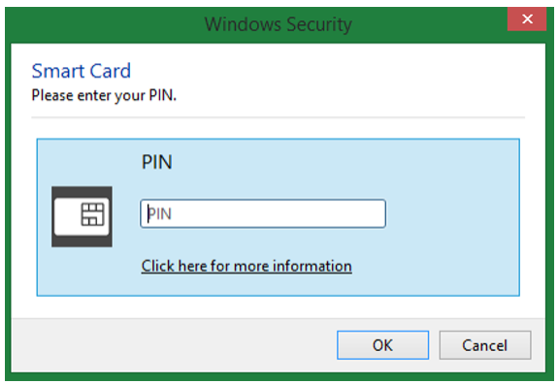 Windows Security
Smart Card
Please enter your PIN.
PIN
PIN
Click here for more information
OK
Cancel